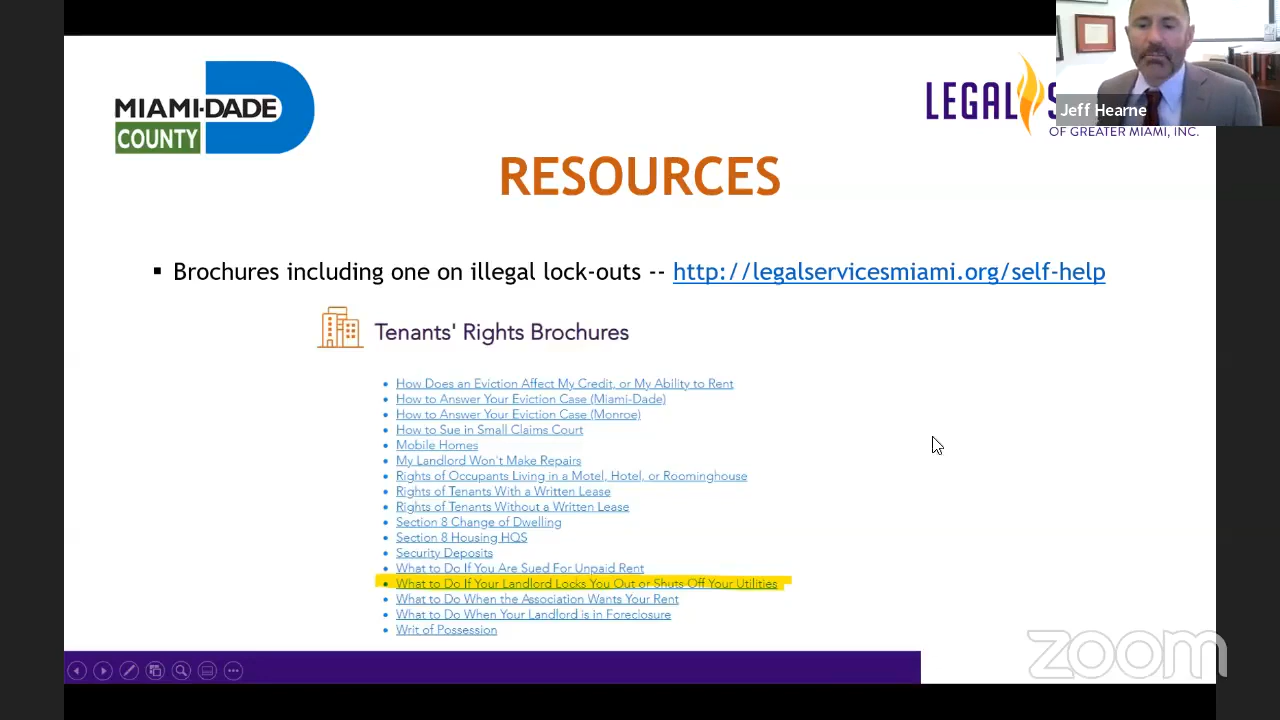 MIAMI-DADE
COUNTY
LEGAL S
OF GREATER MIAMI, INC.
Jeff Hearne
RESOURCES
▪ Brochures including one on illegal lock-outs -- http://legalservicesmiami.org/self-help
Tenants' Rights Brochures
• How Does an Eviction Affect My Credit, or My Ability to Rent
• How to Answer Your Eviction Case (Miami-Dade)
• How to Answer Your Eviction Case (Monroe)
• How to Sue in Small Claims Court
• Mobile Homes
• My Landlord Won't Make Repairs
• Rights of Occupants Living in a Motel, Hotel, or Roominghouse
• Rights of Tenants With a Written Lease
• Rights of Tenants Without a Written Lease
• Section 8 Change of Dwelling
• Section 8 Housing HQS
• Security Deposits
• What to Do If You Are Sued For Unpaid Rent
• What to Do If Your Landlord Locks You Out or Shuts Off Your Utilities
• What to Do When the Association Wants Your Rent
• What to Do When Your Landlord is in Foreclosure
• Writ of Possession
zoom